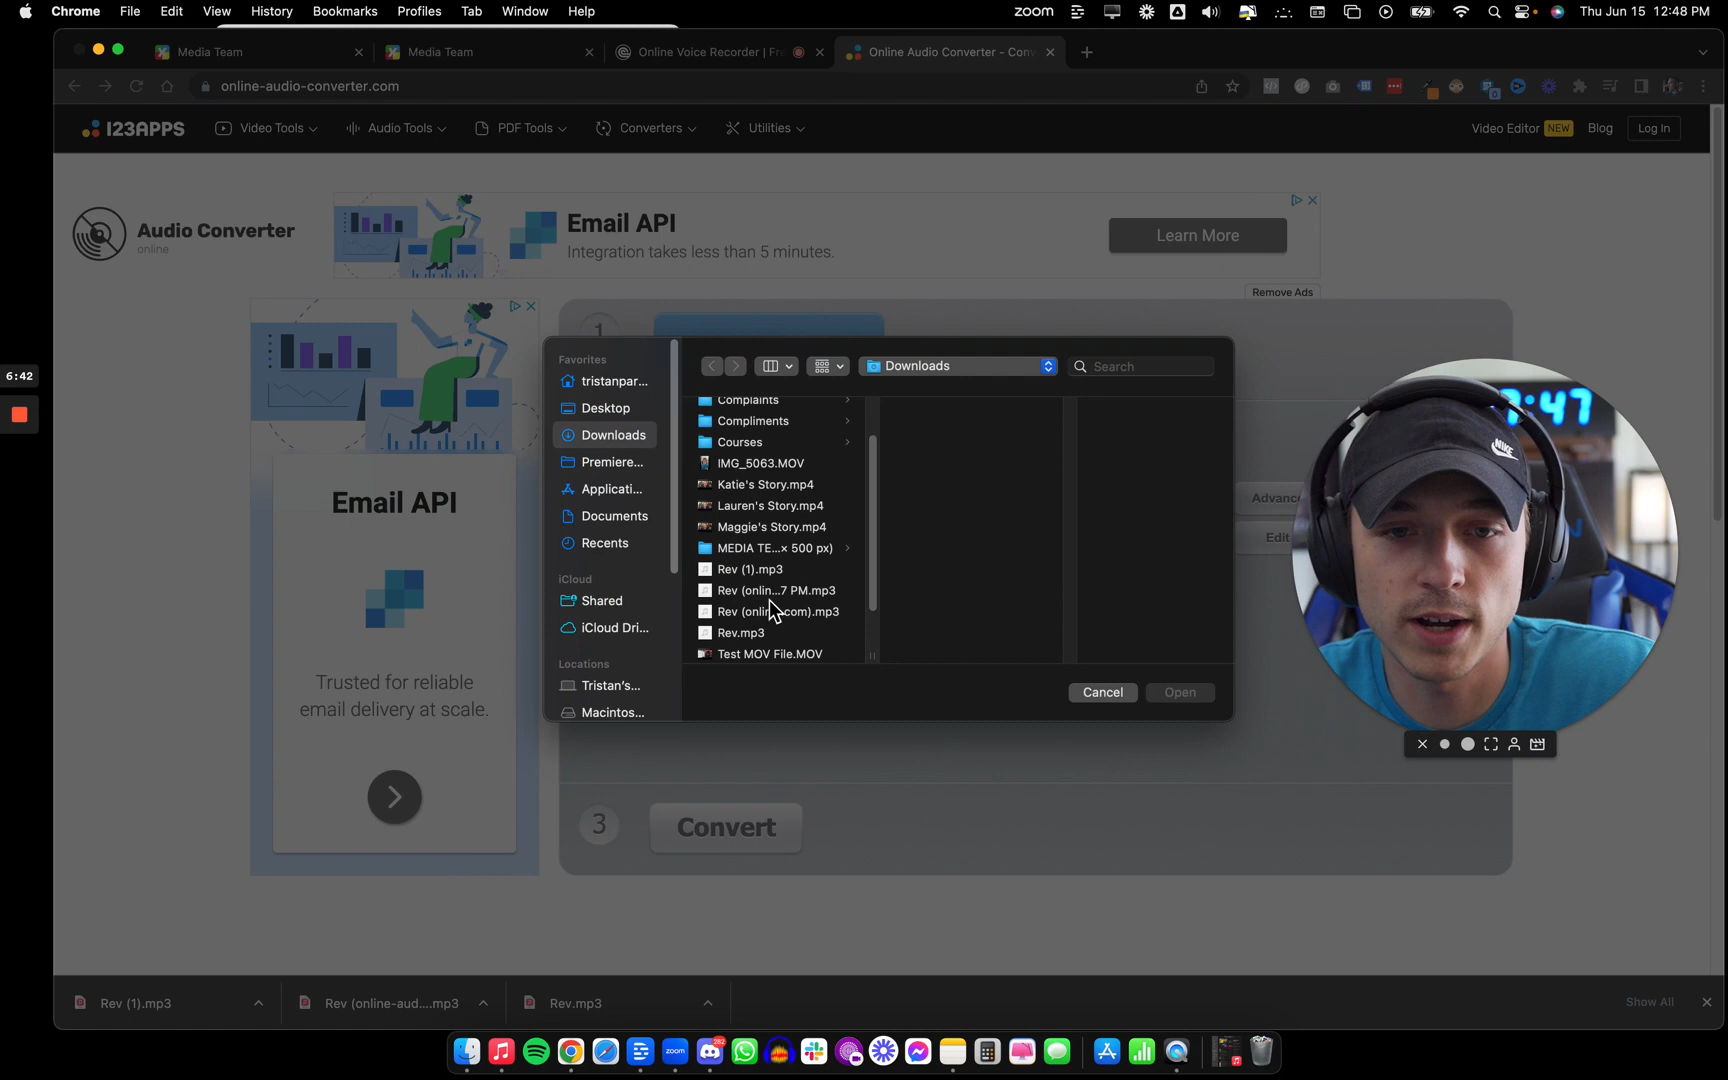 Chrome File Edit View History Bookmarks Profiles Tab Window Help
zoom
Thu Jun 15 12:48 PM
Media Team
Media Team
Online Voice Recorder | Fr
Online Audio Converter - Conv
online-audio-converter.com
123APPS
Video Tools
Audio Tools
PDF Tools
Converters
Utilities
Video Editor NEW
Blog
Log In
Audio Converter
online
Email API
Integration takes less than 5 minutes.
Learn More
Remove Ads
1
6:42
Favorites
tristanpar...
Desktop
Downloads
Premiere...
Applicati...
Documents
Recents
iCloud
Shared
iCloud Dri...
Locations
Tristan's...
Macintos...
Downloads
Search
Complaints
Compliments
Courses
IMG_5063.MOV
Katie's Story.mp4
Lauren's Story.mp4
Maggie's Story.mp4
MEDIA TE...× 500 px)
Rev (1).mp3
Rev (onlin...7 PM.mp3
Rev.mp3
Test MOV File.MOV
Cancel
Open
Advanc
Edit
:47
NIKE
Email API
Trusted for reliable
email delivery at scale.
3
Convert
Rev (1).mp3
Rev (online-aud....mp3
Rev.mp3
Show All
zoom
282